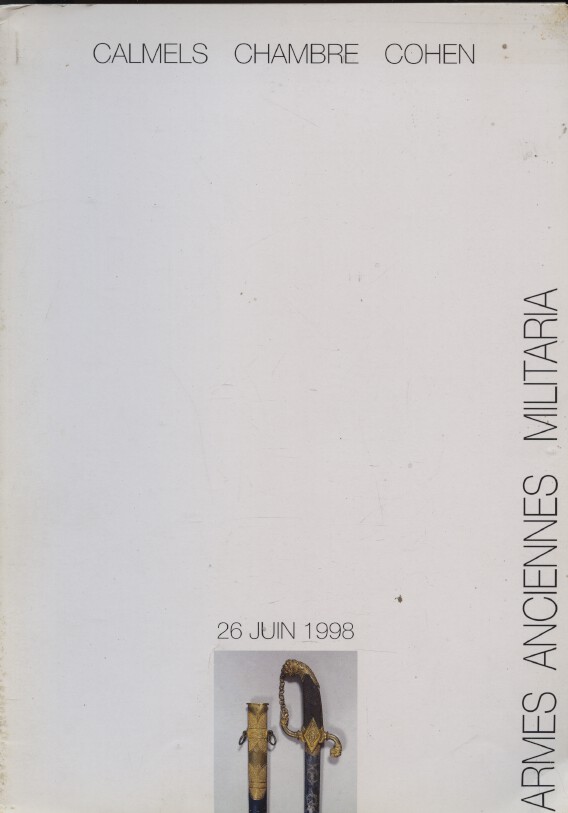 CALMELS CHAMBRE COHEN
ARMES ANCIENNES MILITARIA
26 JUIN 1998